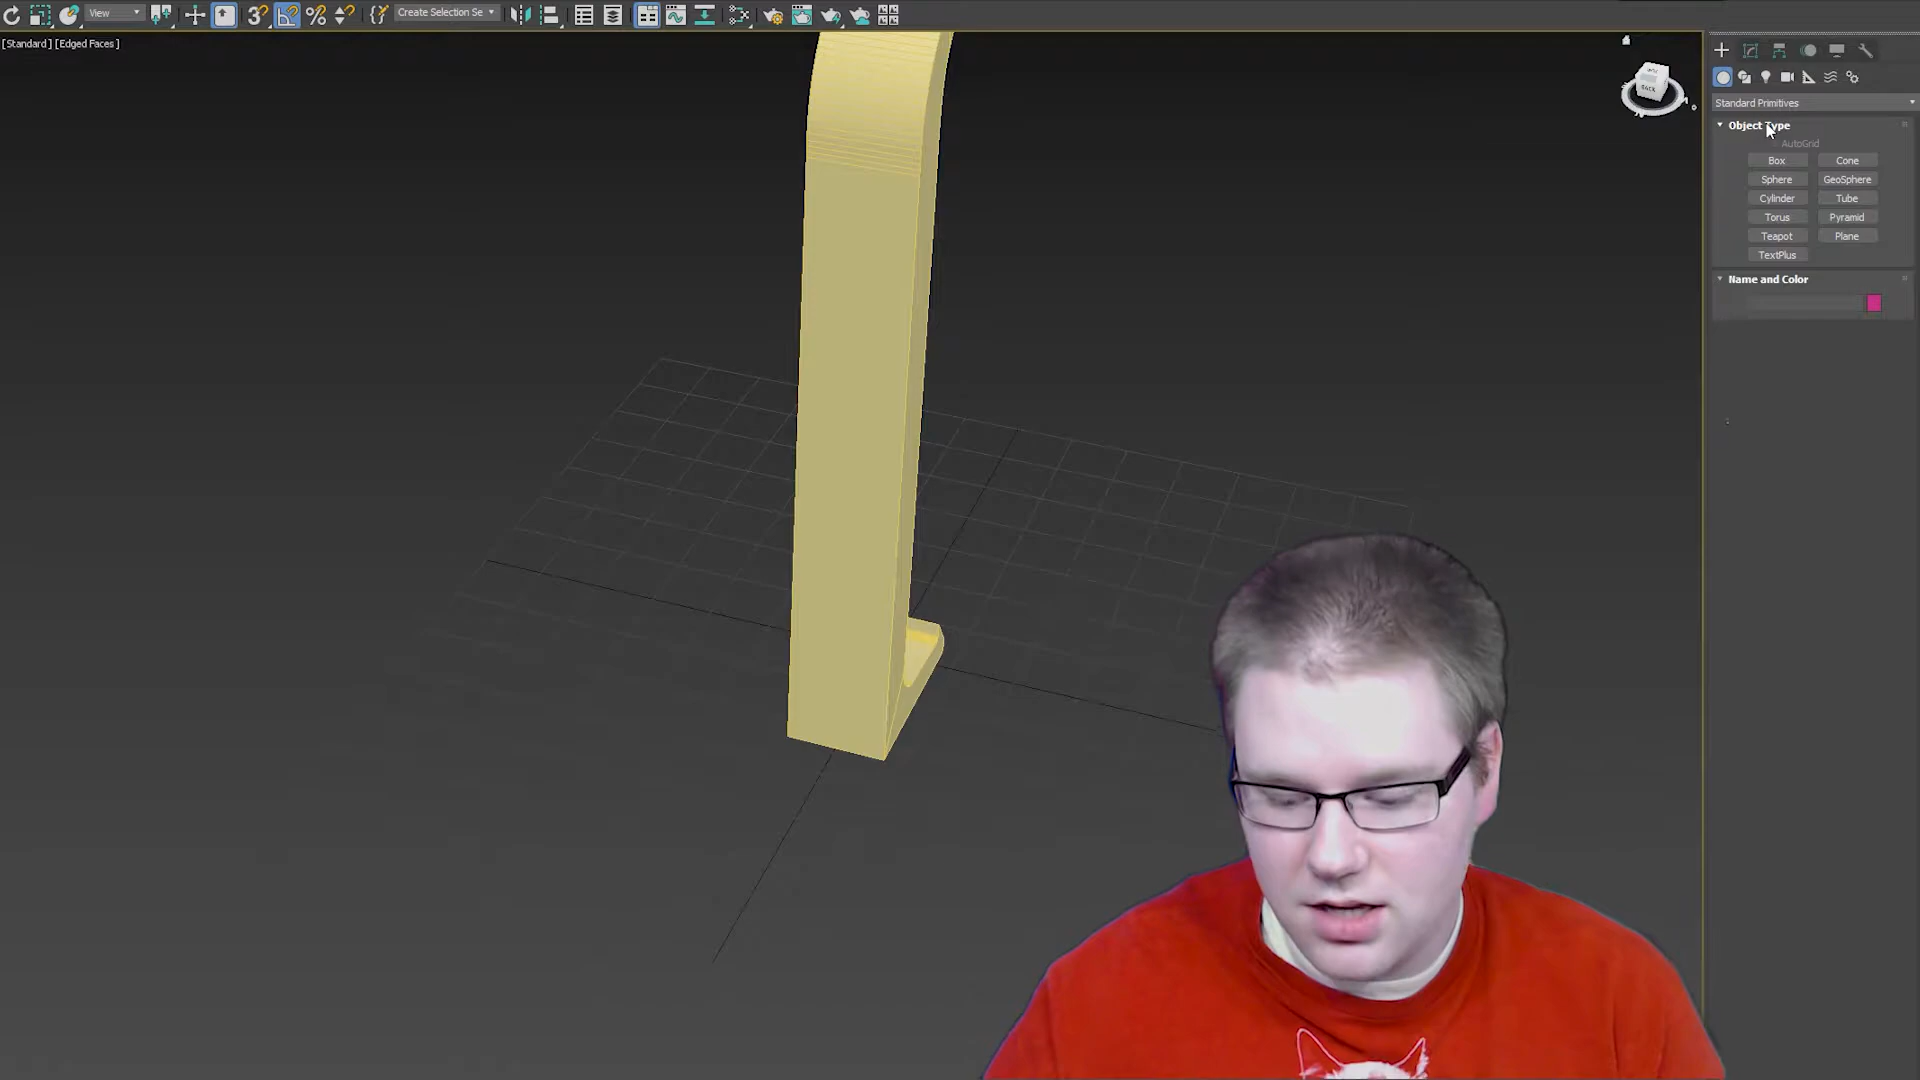 View
Create Selection Se
[Standard ] [Edged Faces ]
BACK
Standard Primitives
Object Type
AutoGrid
Box Cone
Sphere GeoSphere
Cylinder Tube
Torus Pyramid
Teapot Plane
TextPlus
Name and Color